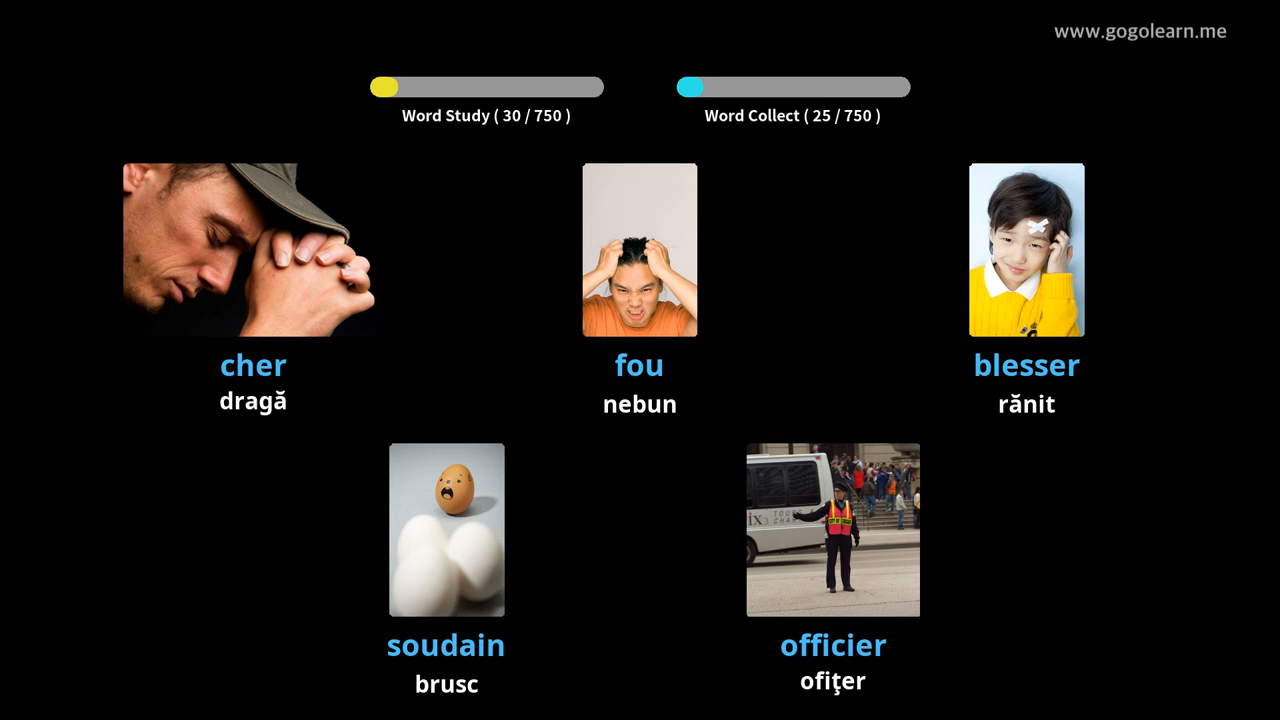 www.gogolearn.me
Word Study ( 30 / 750 )
Word Collect ( 25 / 750 )
cher
dragă
fou
nebun
blesser
rănit
soudain
brusc
officier
ofiţer